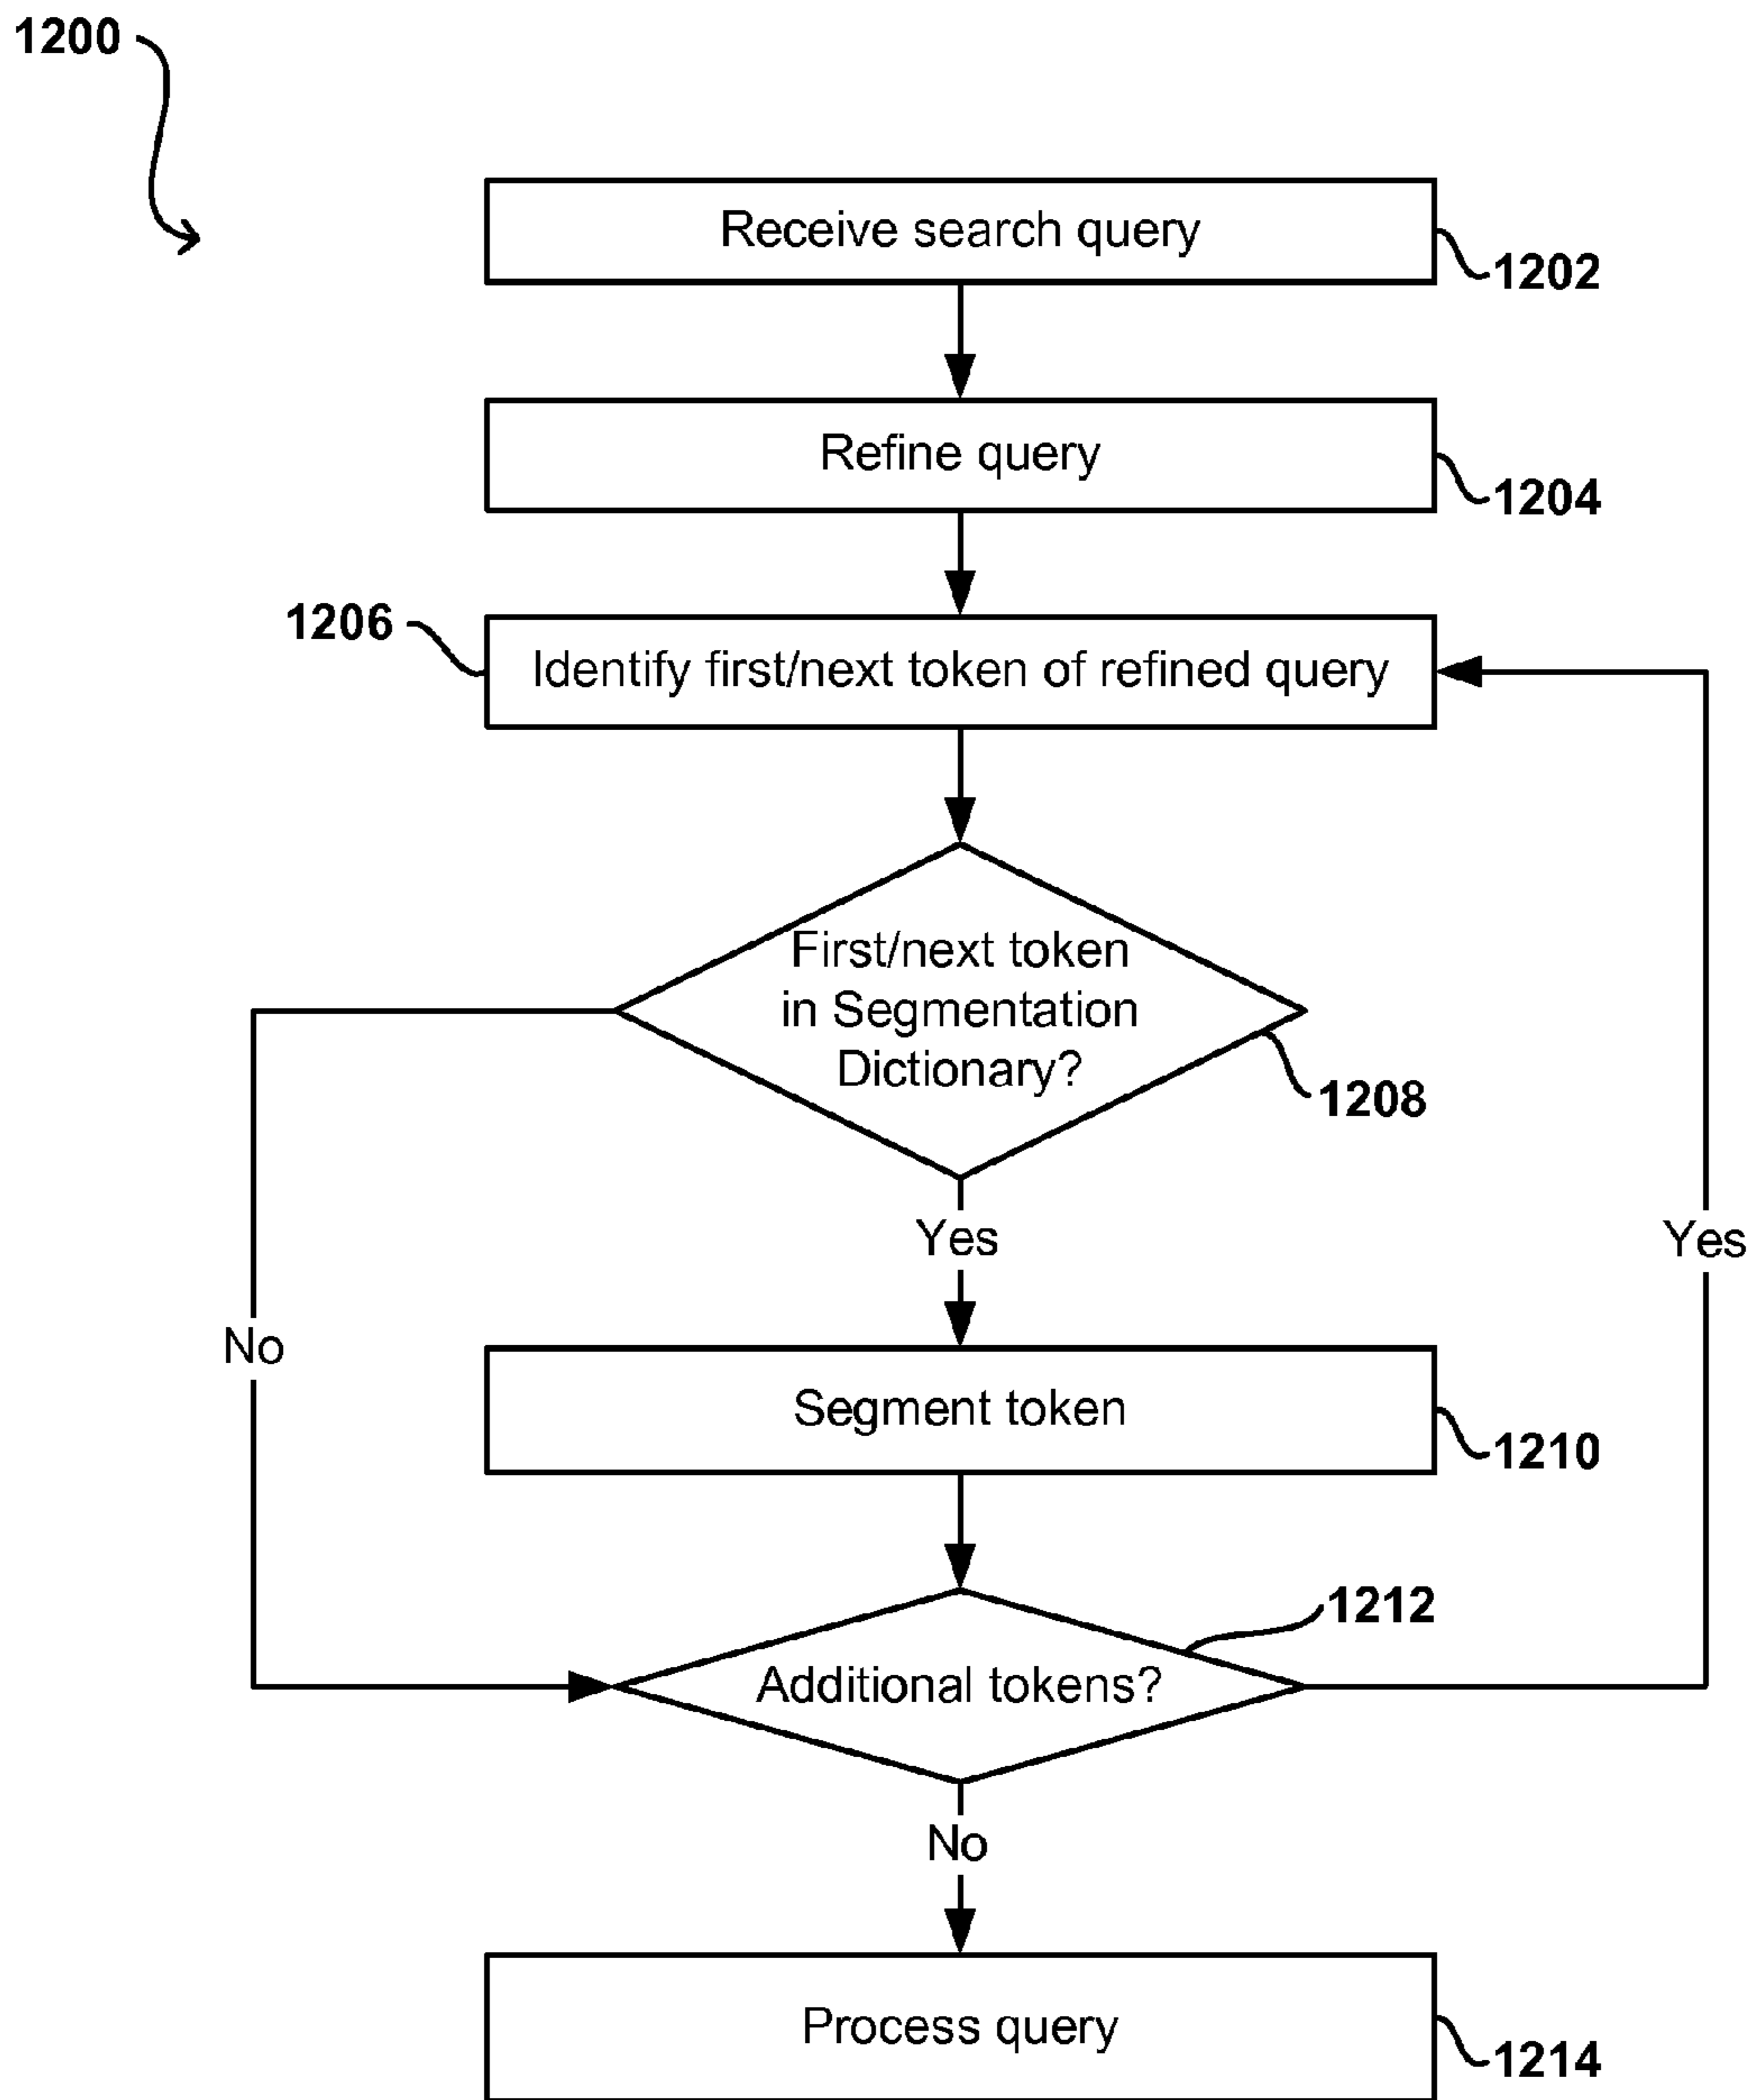 1200
Receive search query
1202
Refine query
1204
1206
Identify first/next token of refined query
First/next token
in Segmentation
Dictionary?
1208
Yes
Yes
No
Segment token
1210
1212
Additional tokens?
No
Process query
1214